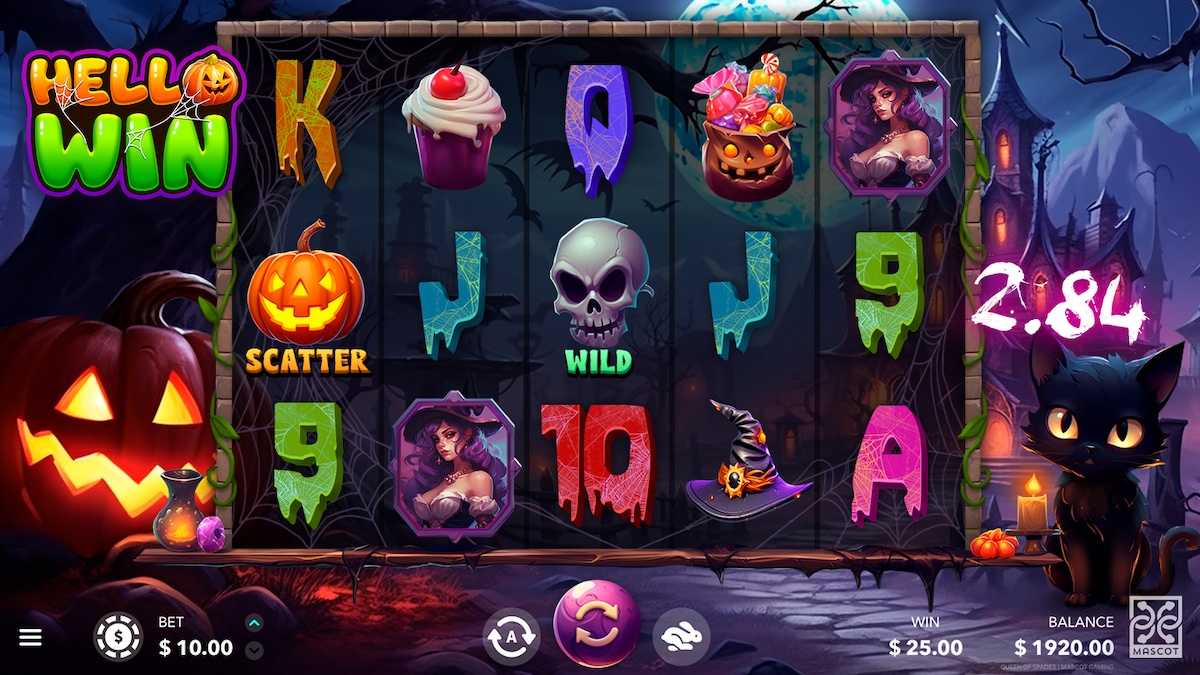 HELLO
WIN
K
Q
SCATTER
J
WILD
J
9
2.84
9
10
A
BET
$ 10.00
$
A
WIN
$ 25.00
BALANCE
$ 1920.00
MASCOT
QUEEN OF SPADES | MASCOT GAMING